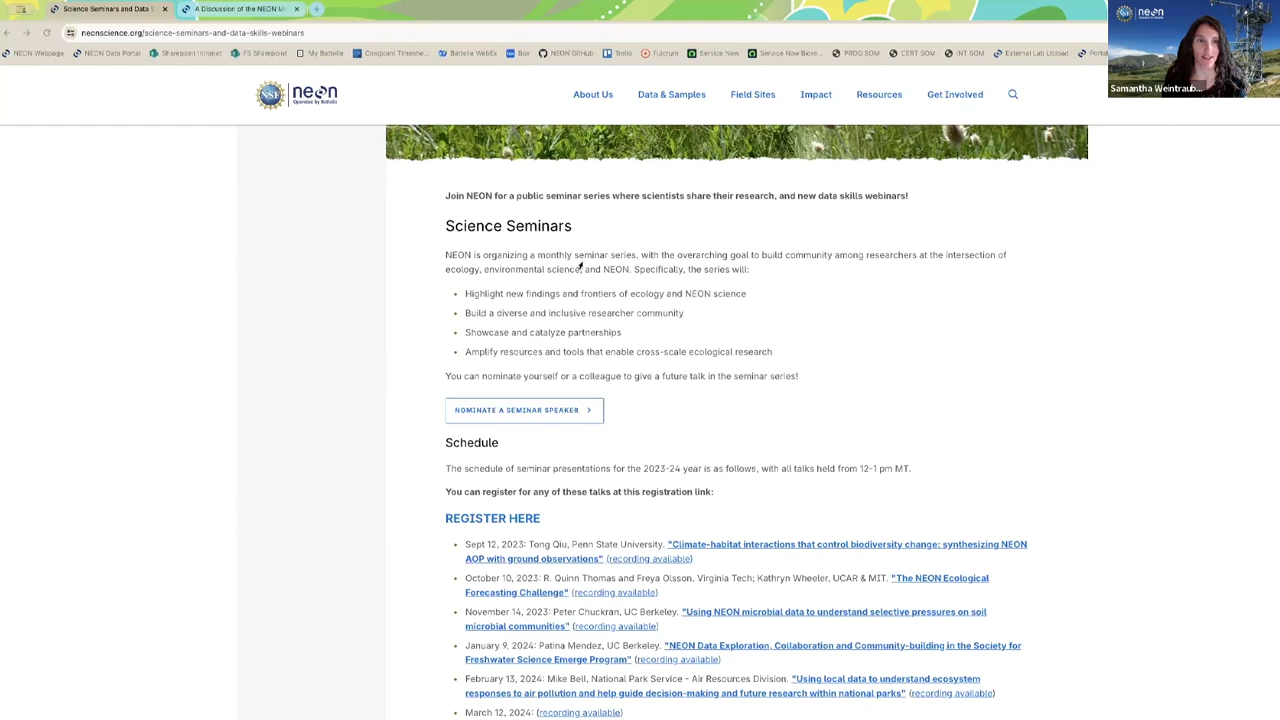 Science Seminars and Data S
A Discussion of the NEON M
neonscience.org/science-seminars-and-data-skills-webinars
NEON Webpage
NEON Data Portal
Sharepoint Intranet
FS Sharepoint
My Battelle
Costpoint Timeshe...
Battelle WebEx
Box
NEON GitHub
Trello
Fulcrum
Service Now
Service Now Bicre...
PROD SOM
CERT SOM
INT SOM
External Lab Upload
Portal
neon
Samantha Weintraub...
NSF
neon
Operated by Battelle
About Us
Data & Samples
Field Sites
Impact
Resources
Get Involved
Join NEON for a public seminar series where scientists share their research, and new data skills webinars!
Science Seminars
NEON is organizing a monthly seminar series, with the overarching goal to build community among researchers at the intersection of
ecology, environmental science, and NEON. Specifically, the series will:
• Highlight new findings and frontiers of ecology and NEON science
• Build a diverse and inclusive researcher community
• Showcase and catalyze partnerships
• Amplify resources and tools that enable cross-scale ecological research
You can nominate yourself or a colleague to give a future talk in the seminar series!
NOMINATE A SEMINAR SPEAKER >
Schedule
The schedule of seminar presentations for the 2023-24 year is as follows, with all talks held from 12-1 pm MT.
You can register for any of these talks at this registration link:
REGISTER HERE
• Sept 12, 2023: Tong Qiu, Penn State University. "Climate-habitat interactions that control biodiversity change: synthesizing NEON
AOP with ground observations" (recording available)
• October 10, 2023: R. Quinn Thomas and Freya Olsson, Virginia Tech; Kathryn Wheeler, UCAR & MIT. "The NEON Ecological
Forecasting Challenge" (recording available)
• November 14, 2023: Peter Chuckran, UC Berkeley. "Using NEON microbial data to understand selective pressures on soil
microbial communities" (recording available)
• January 9, 2024: Patina Mendez, UC Berkeley. "NEON Data Exploration, Collaboration and Community-building in the Society for
Freshwater Science Emerge Program" (recording available)
• February 13, 2024: Mike Bell, National Park Service - Air Resources Division. "Using local data to understand ecosystem
responses to air pollution and help guide decision-making and future research within national parks" (recording available)
• March 12, 2024: (recording available)